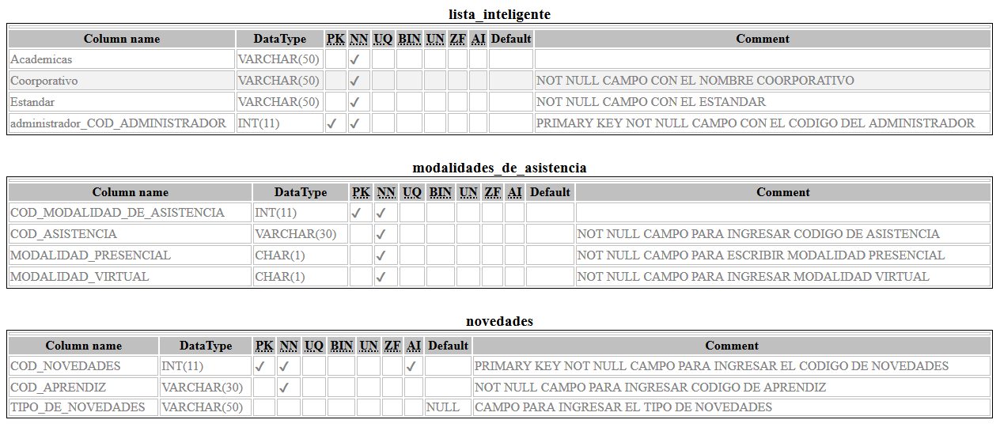 lista_inteligente
Column name DataType PK NN UQ BIN UN ZF AI Default Comment
Academicas VARCHAR(50) ✓
Coorporativo VARCHAR(50) ✓ NOT NULL CAMPO CON EL NOMBRE COORPORATIVO
Estandar VARCHAR(50) ✓ NOT NULL CAMPO CON EL ESTANDAR
administrador_COD_ADMINISTRADOR INT(11) ✓ ✓ PRIMARY KEY NOT NULL CAMPO CON EL CODIGO DEL ADMINISTRADOR
modalidades_de_asistencia
Column name DataType PK NN UQ BIN UN ZF AI Default Comment
COD_MODALIDAD_DE_ASISTENCIA INT(11) ✓ ✓
COD_ASISTENCIA VARCHAR(30) ✓ NOT NULL CAMPO PARA INGRESAR CODIGO DE ASISTENCIA
MODALIDAD_PRESENCIAL CHAR(1) ✓ NOT NULL CAMPO PARA ESCRIBIR MODALIDAD PRESENCIAL
MODALIDAD_VIRTUAL CHAR(1) ✓ NOT NULL CAMPO PARA INGRESAR MODALIDAD VIRTUAL
novedades
Column name DataType PK NN UQ BIN UN ZF AI Default Comment
COD_NOVEDADES INT(11) ✓ ✓ ✓ PRIMARY KEY NOT NULL CAMPO PARA INGRESAR EL CODIGO DE NOVEDADES
COD_APRENDIZ VARCHAR(30) ✓ NOT NULL CAMPO PARA INGRESAR CODIGO DE APRENDIZ
TIPO_DE_NOVEDADES VARCHAR(50) NULL CAMPO PARA INGRESAR EL TIPO DE NOVEDADES